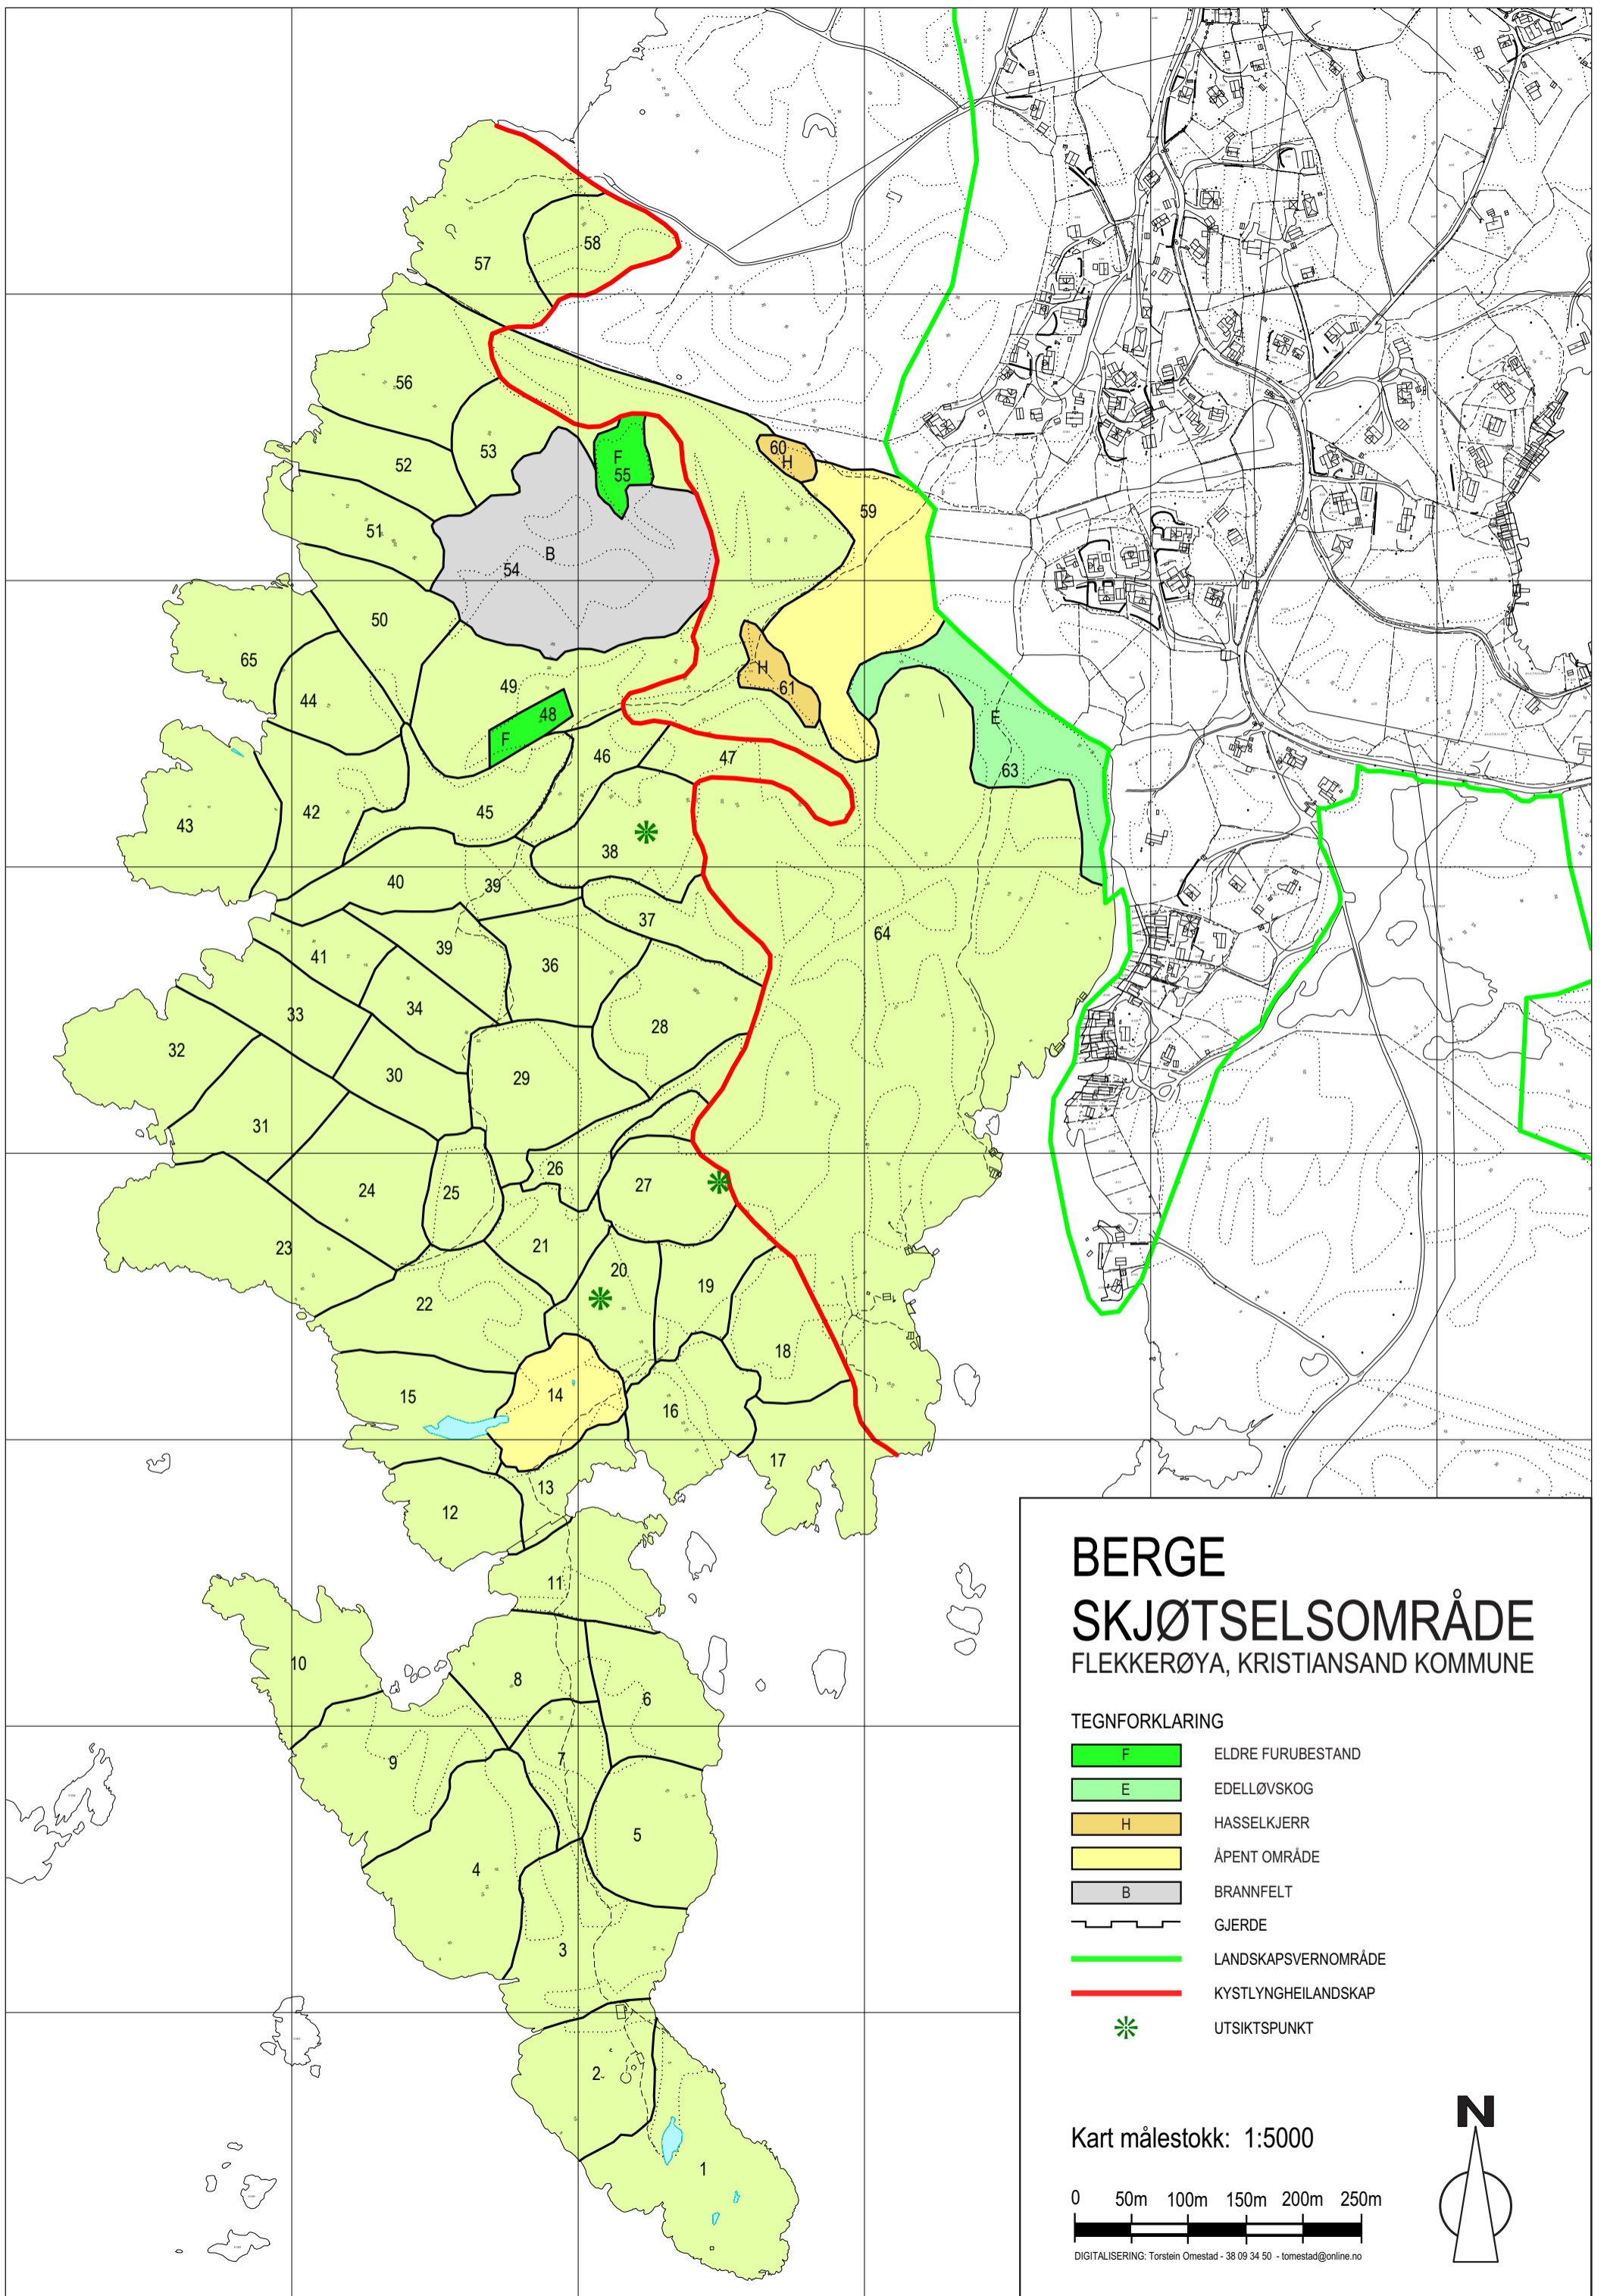 58
57
56
53
60
H
F
55
52
59
51
B
54
50
65
H
61
49
44
48
E
F
46
47
63
42
45
43
38
40
39
37
64
41
39
36
33
34
28
32
30
29
31
26
24
25
27
23
21
20
19
22
18
14
15
16
17
13
12
11
10
8
6
7
9
5
4
3
2
1
BERGE
SKJØTSELSOMRÅDE
FLEKKERØYA, KRISTIANSAND KOMMUNE
TEGNFORKLARING
F ELDRE FURUBESTAND
E EDELLØVSKOG
H HASSELKJERR
ÅPENT OMRÅDE
B BRANNFELT
GJERDE
LANDSKAPSVERNOMRÅDE
KYSTLYNGHEILANDSKAP
UTSIKTSPUNKT
N
Kart målestokk: 1:5000
0 50m 100m 150m 200m 250m
DIGITALISERING: Torstein Omestad - 38 09 34 50 - tomestad@online.no